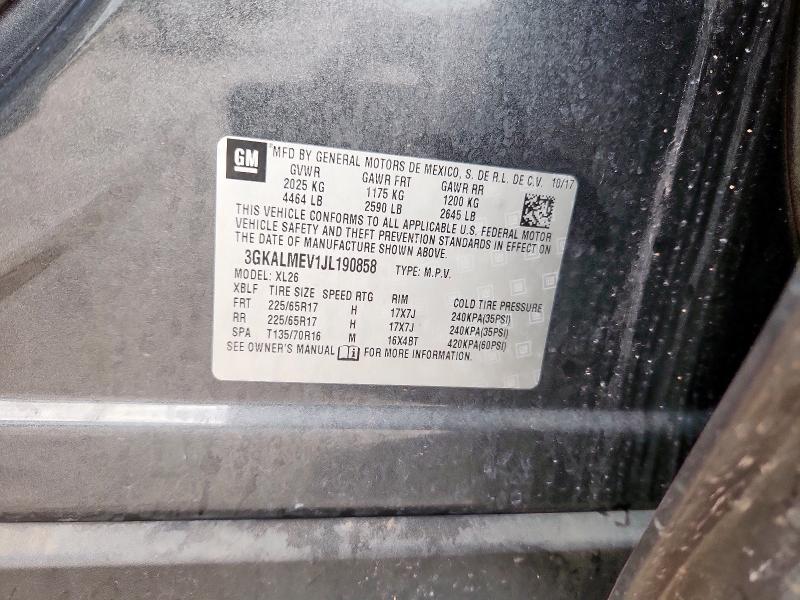 GM ® MFD BY GENERAL MOTORS DE MEXICO, S. DE R.L. DE C.V. 10/17
GVWR GAWR FRT GAWR RR
2025 KG 1175 KG 1200 KG
4464 LB 2590 LB 2645 LB
THIS VEHICLE CONFORMS TO ALL APPLICABLE U.S. FEDERAL MOTOR
VEHICLE SAFETY AND THEFT PREVENTION STANDARDS IN EFFECT ON
THE DATE OF MANUFACTURE SHOWN ABOVE.
3GKALMEV1JL190858 TYPE: M.P.V.
MODEL: XL26
XBLF TIRE SIZE SPEED RTG RIM COLD TIRE PRESSURE
FRT 225/65R17 H 17X7J 240KPA(35PSI)
RR 225/65R17 H 17X7J 240KPA(35PSI)
SPA T135/70R16 M 16X4BT 420KPA(60PSI)
SEE OWNER'S MANUAL FOR MORE INFORMATION.